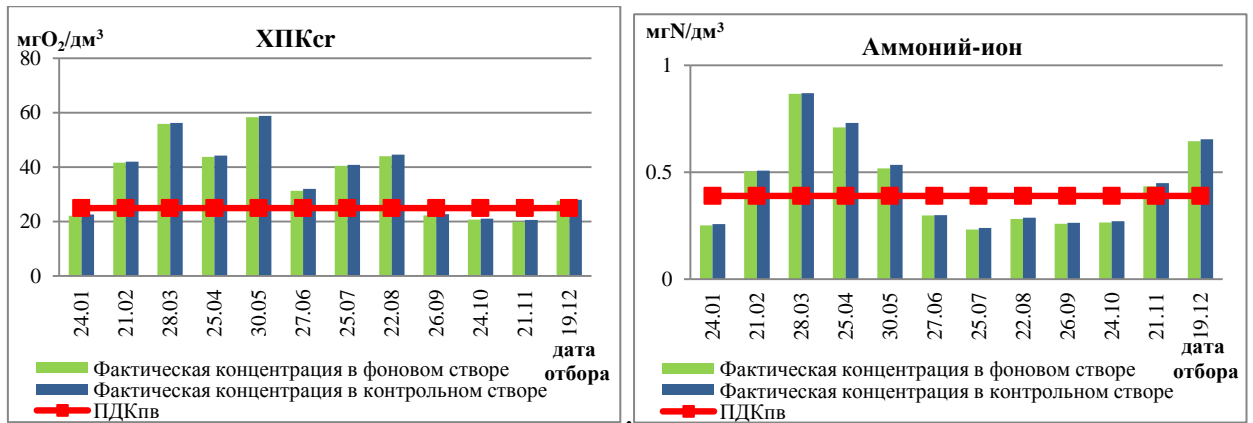 ХПКcr
мгO₂/дм³
80
60
40
20
0
24.01
21.02
28.03
25.04
30.05
27.06
25.07
22.08
26.09
24.10
21.11
19.12
дата
отбора
Фактическая концентрация в фоновом створе
Фактическая концентрация в контрольном створе
ПДКпв
.
Аммоний-ион
мгN/дм³
1
0.5
0
24.01
21.02
28.03
25.04
30.05
27.06
25.07
22.08
26.09
24.10
21.11
19.12
дата
отбора
Фактическая концентрация в фоновом створе
Фактическая концентрация в контрольном створе
ПДКпв